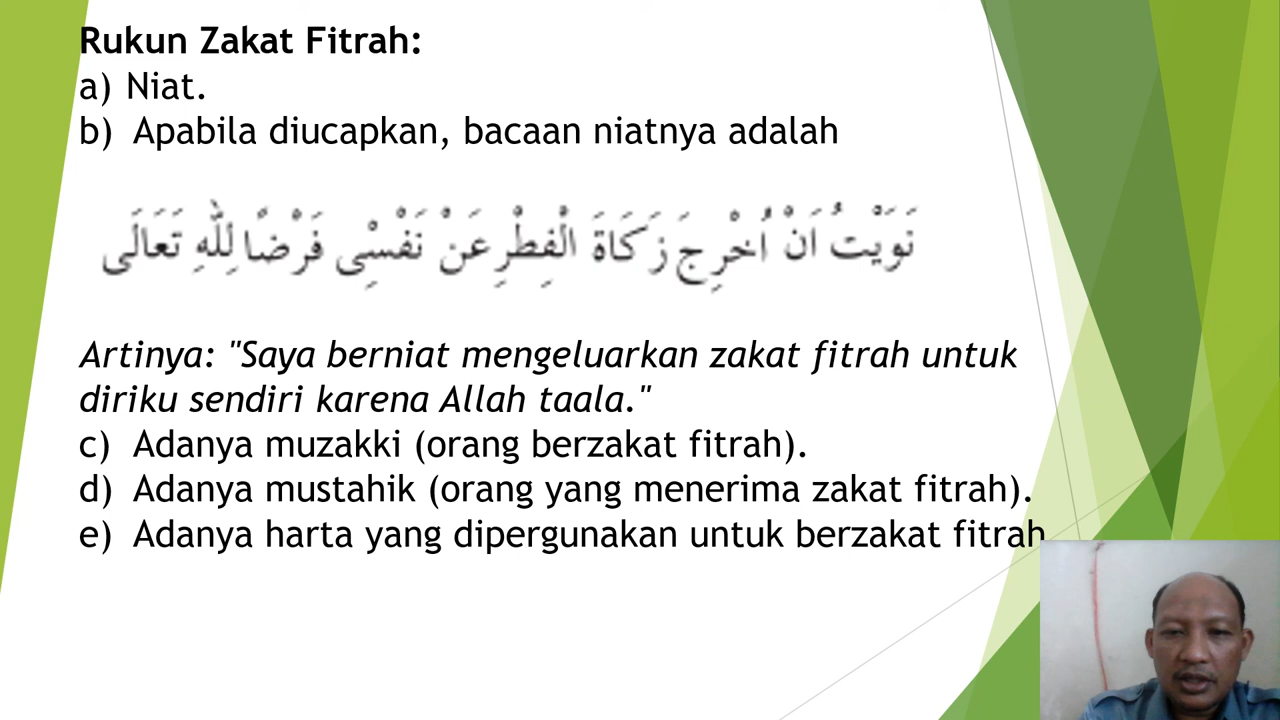 Rukun Zakat Fitrah:
a) Niat.
b) Apabila diucapkan, bacaan niatnya adalah
نَوَيْتُ اَنْ اُخْرِجَ زَكَاةَ الْفِطْرِ عَنْ نَفْسِْى فَرْضًا لِلّٰهِ تَعَالَى
Artinya: "Saya berniat mengeluarkan zakat fitrah untuk
diriku sendiri karena Allah taala."
c) Adanya muzakki (orang berzakat fitrah).
d) Adanya mustahik (orang yang menerima zakat fitrah).
e) Adanya harta yang dipergunakan untuk berzakat fitrah